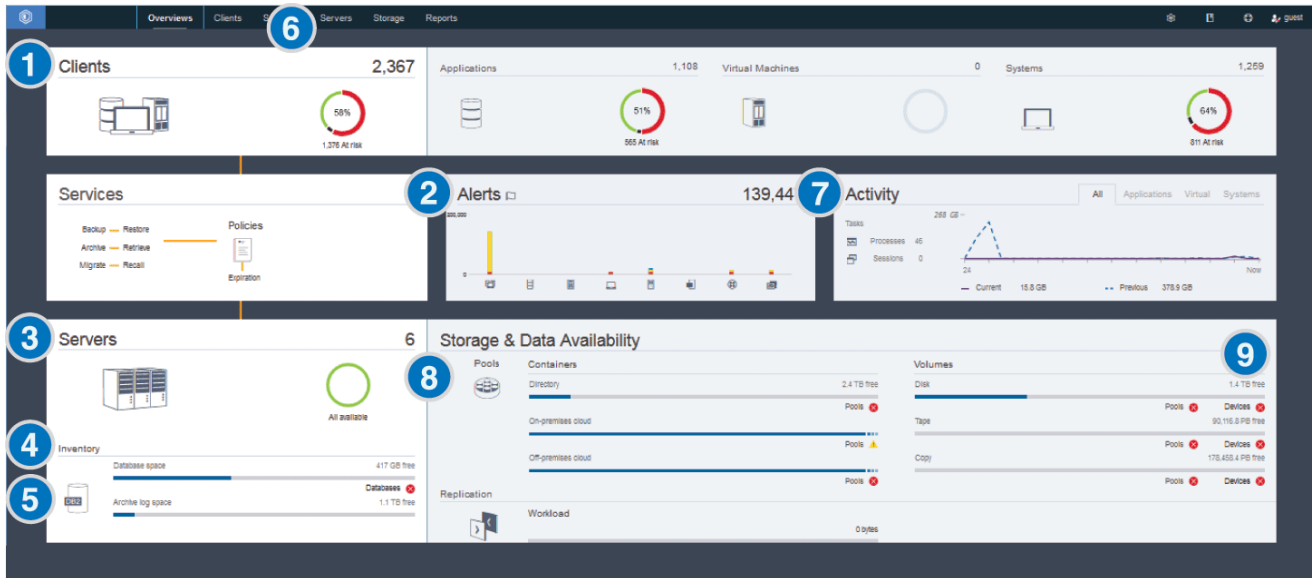 Overviews Clients S Servers Storage Reports guest
6
1 Clients 2,367
Applications 1,108 Virtual Machines 0 Systems 1,259
58% 51% 64%
1,376 At risk 565 At risk 811 At risk
Services
Backup Restore
Archive Retrieve
Migrate Recall
Policies
Expiration
2 Alerts 139,44
200,000
0
7 Activity All Applications Virtual Systems
Tasks
Processes 46
Sessions 0
268 GB
24 Now
Current 15.8 GB Previous 378.9 GB
3 Servers 6
All available
4 Inventory
Database space 417 GB free
Databases
5
DB2
Archive log space 1.1 TB free
Storage & Data Availability
8 Pools Containers
Directory 2.4 TB free
Pools
On-premises cloud
Pools
Off-premises cloud
Pools
9 Volumes
Disk 1.4 TB free
Pools Devices
Tape 90,116.8 PB free
Pools Devices
Copy 178,458.4 PB free
Pools Devices
Replication
Workload
0 bytes